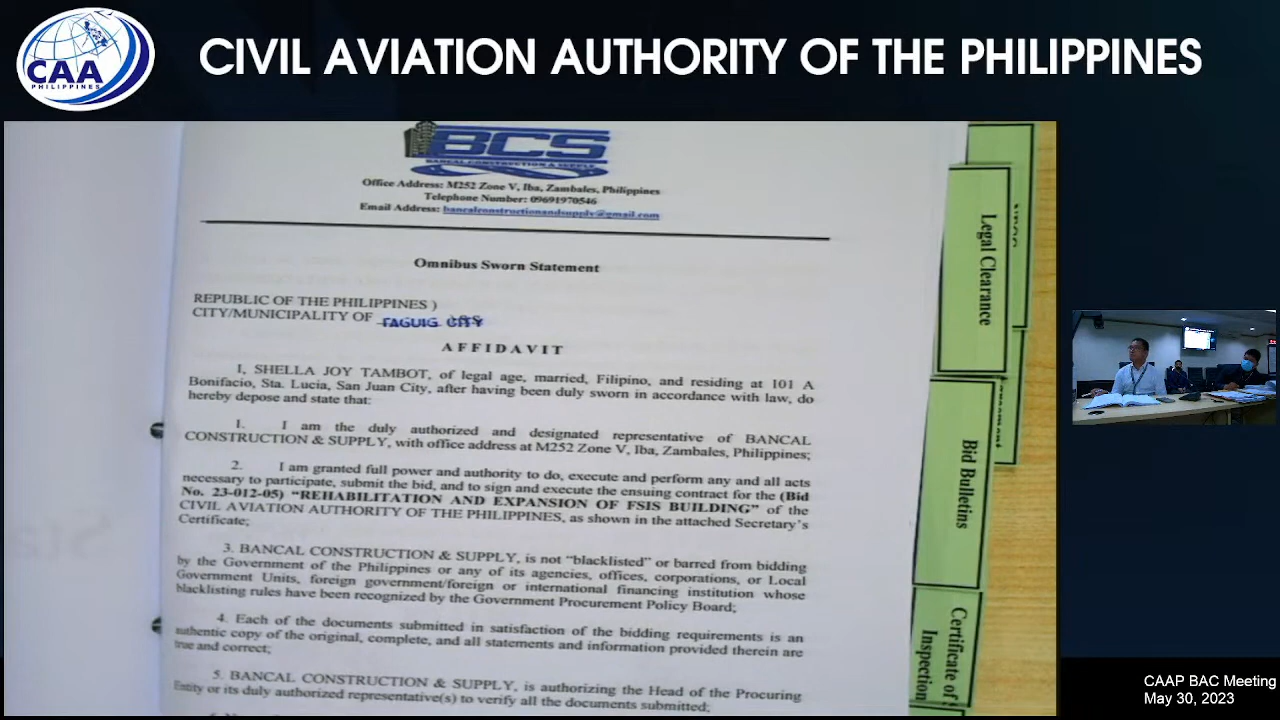 CAA
PHILIPPINES
CIVIL AVIATION AUTHORITY OF THE PHILIPPINES
BCS
BANCAL CONSTRUCTION & SUPPLY
Office Address: M252 Zone V, Iba, Zambales, Philippines
Telephone Number: 09691970546
Email Address: bancalconstructionandsupply@gmail.com
Omnibus Sworn Statement
REPUBLIC OF THE PHILIPPINES )
CITY/MUNICIPALITY OF TAGUIG CITY
AFFIDAVIT
I, SHELLA JOY TAMBOT, of legal age, married, Filipino, and residing at 101 A
Bonifacio, Sta. Lucia, San Juan City, after having been duly sworn in accordance with law, do
hereby depose and state that:
1. I am the duly authorized and designated representative of BANCAL
CONSTRUCTION & SUPPLY, with office address at M252 Zone V, Iba, Zambales, Philippines;
2. I am granted full power and authority to do, execute and perform any and all acts
necessary to participate, submit the bid, and to sign and execute the ensuing contract for the (Bid
No. 23-012-05) “REHABILITATION AND EXPANSION OF FSIS BUILDING” of the
CIVIL AVIATION AUTHORITY OF THE PHILIPPINES, as shown in the attached Secretary's
Certificate;
3. BANCAL CONSTRUCTION & SUPPLY, is not “blacklisted” or barred from bidding
by the Government of the Philippines or any of its agencies, offices, corporations, or Local
Government Units, foreign government/foreign or international financing institution whose
blacklisting rules have been recognized by the Government Procurement Policy Board;
4. Each of the documents submitted in satisfaction of the bidding requirements is an
authentic copy of the original, complete, and all statements and information provided therein are
true and correct;
5. BANCAL CONSTRUCTION & SUPPLY, is authorizing the Head of the Procuring
Entity or its duly authorized representative(s) to verify all the documents submitted;
Legal Clearance
Bid Bulletins
Certificate of
Inspection
CAAP BAC Meeting
May 30, 2023